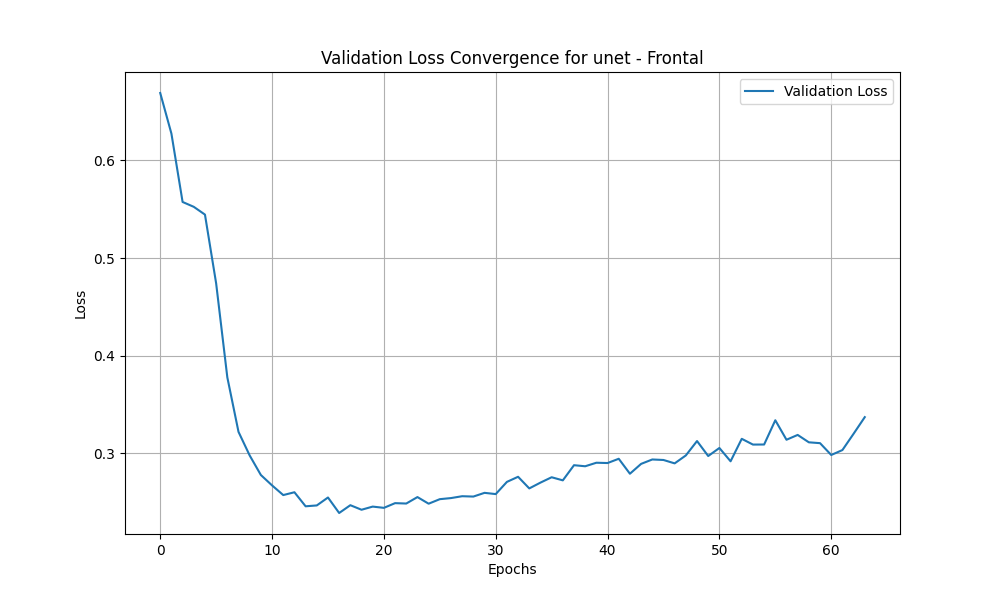 Validation Loss Convergence for unet - Frontal
Validation Loss
0.6
0.5
0.4
0.3
Loss
0 10 20 30 40 50 60
Epochs